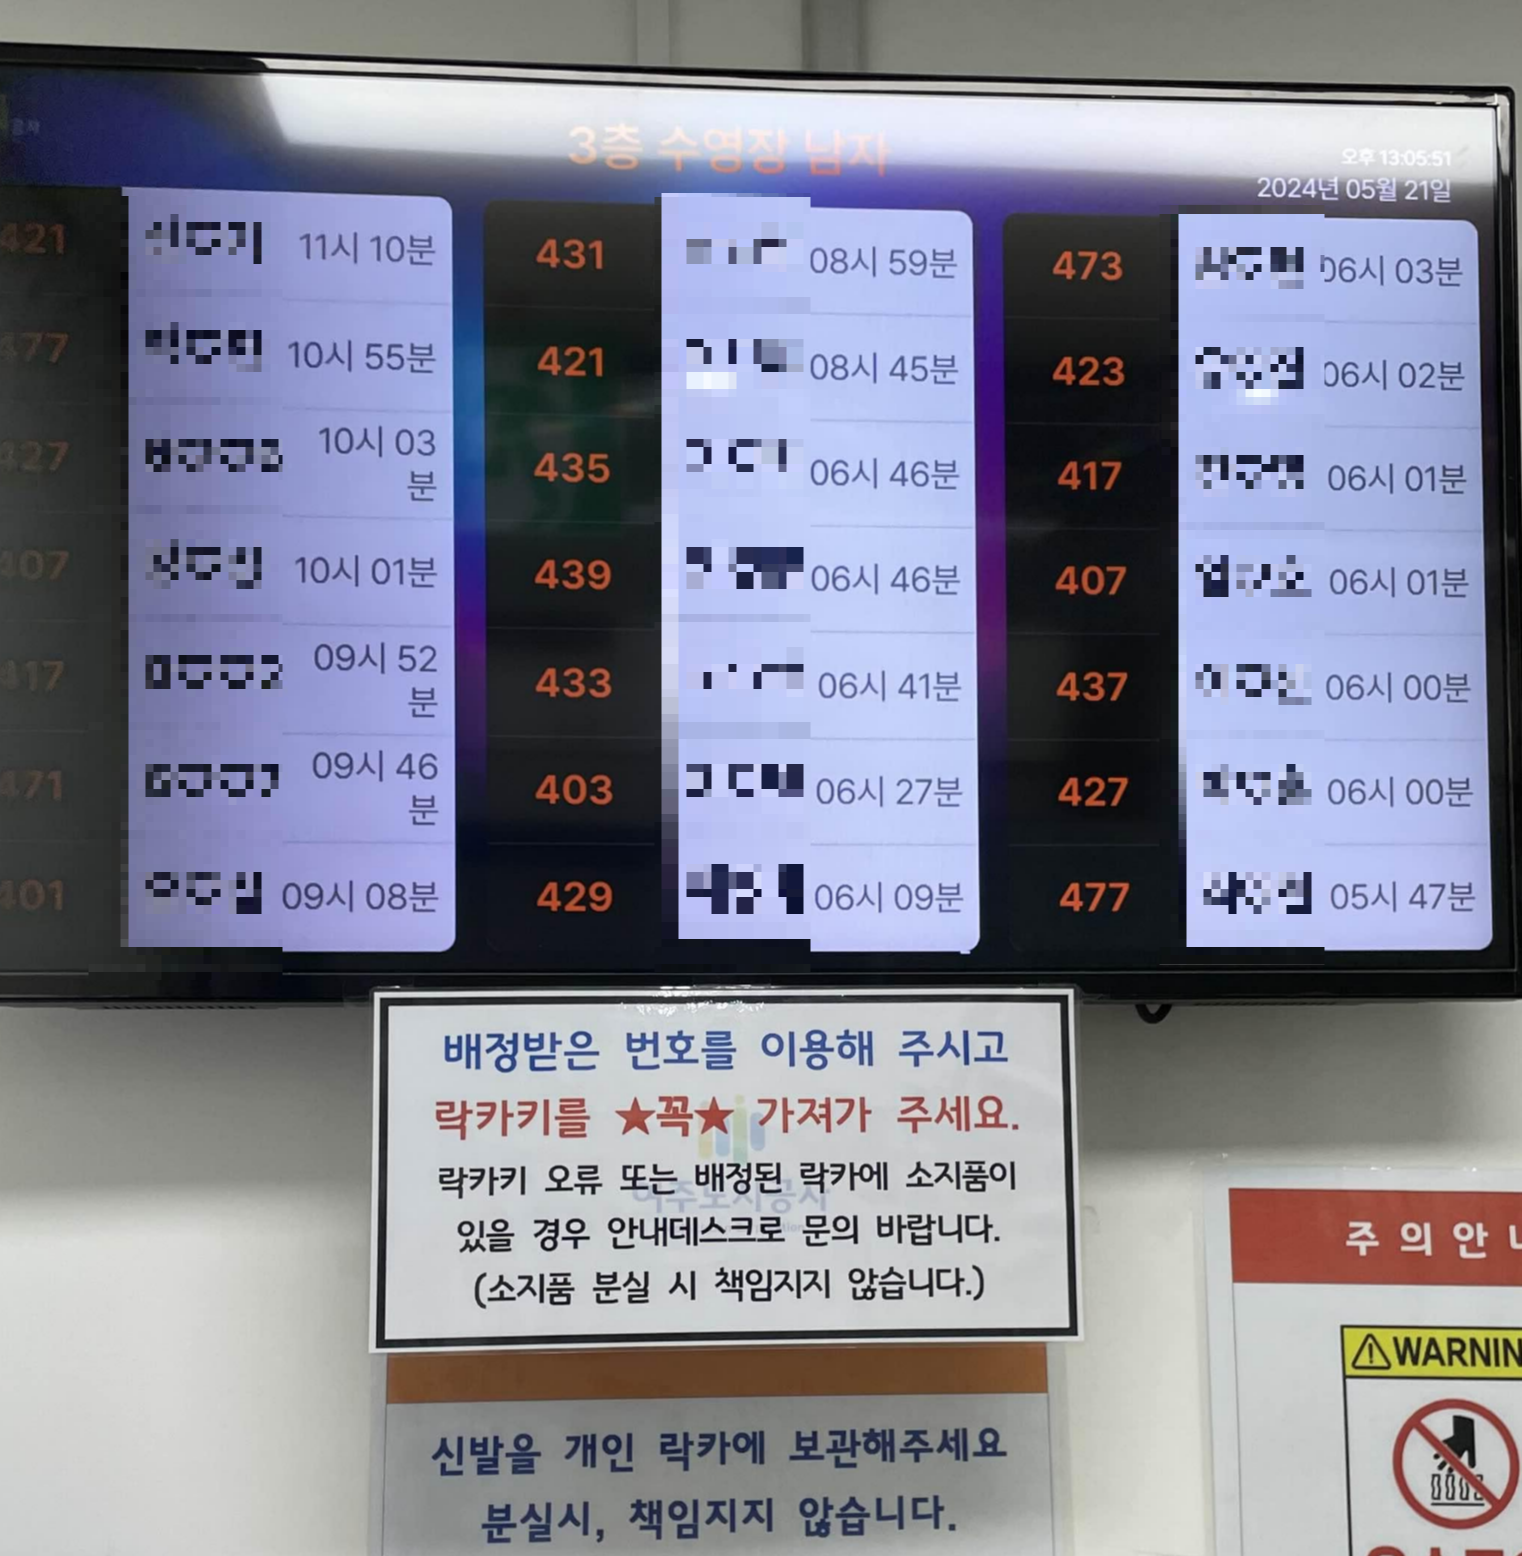 3층 수영장 남자
오후 13:05:51
2024년 05월 21일
421 11시 10분 431 08시 59분 473 06시 03분
477 10시 55분 421 08시 45분 423 06시 02분
427 10시 03분 435 06시 46분 417 06시 01분
407 10시 01분 439 06시 46분 407 06시 01분
417 09시 52분 433 06시 41분 437 06시 00분
471 09시 46분 403 06시 27분 427 06시 00분
401 09시 08분 429 06시 09분 477 05시 47분
배정받은 번호를 이용해 주시고
락카키를 ★꼭★ 가져가 주세요.
락카키 오류 또는 배정된 락카에 소지품이
있을 경우 안내데스크로 문의 바랍니다.
(소지품 분실 시 책임지지 않습니다.)
신발을 개인 락카에 보관해주세요
분실시, 책임지지 않습니다.
주 의 안
WARNIN